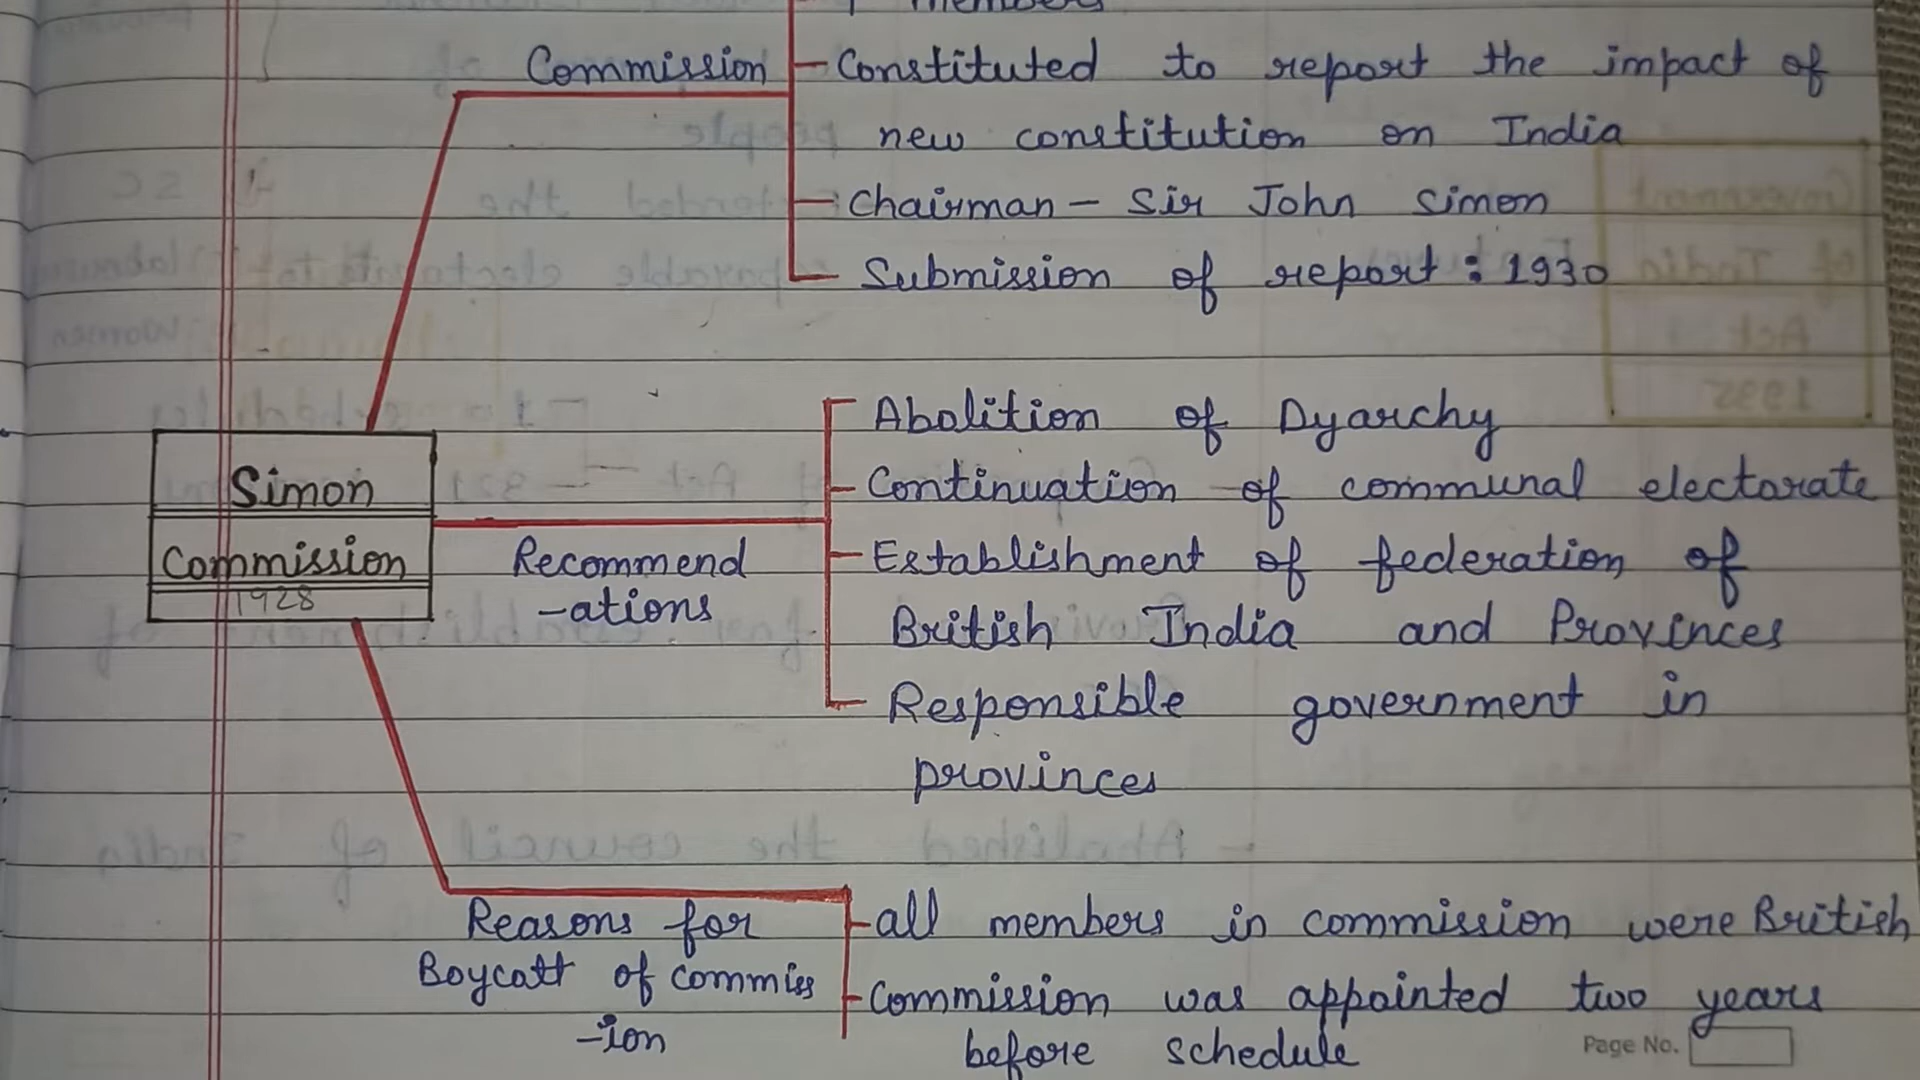 members
Commission
Constituted to report the impact of
new constitution on India
Chairman - Sir John Simon
Submission of report : 1930
Simon
Commission
1928
Recommend
-ations
Abolition of Dyarchy
Continuation of communal electorate
Establishment of federation of
British India and Provinces
Responsible government in
provinces
Reasons for
Boycott of commiss
-ion
all members in commission were British
Commission was appointed two years
before schedule
Page No.